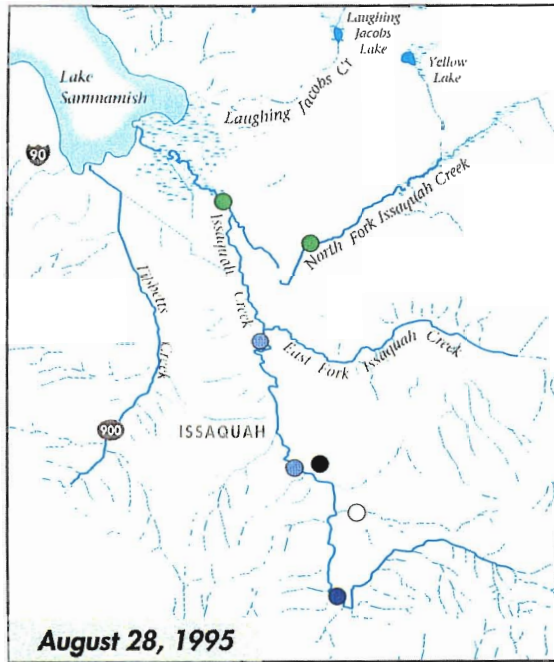 Laughing
Jacobs
Lake
Lake
Sammamish
Yellow
Lake
Laughing Jacobs Cr
90
North Fork Issaquah Creek
Issaquah Creek
Tibbetts Creek
East Fork Issaquah Creek
900
ISSAQUAH
August 28, 1995